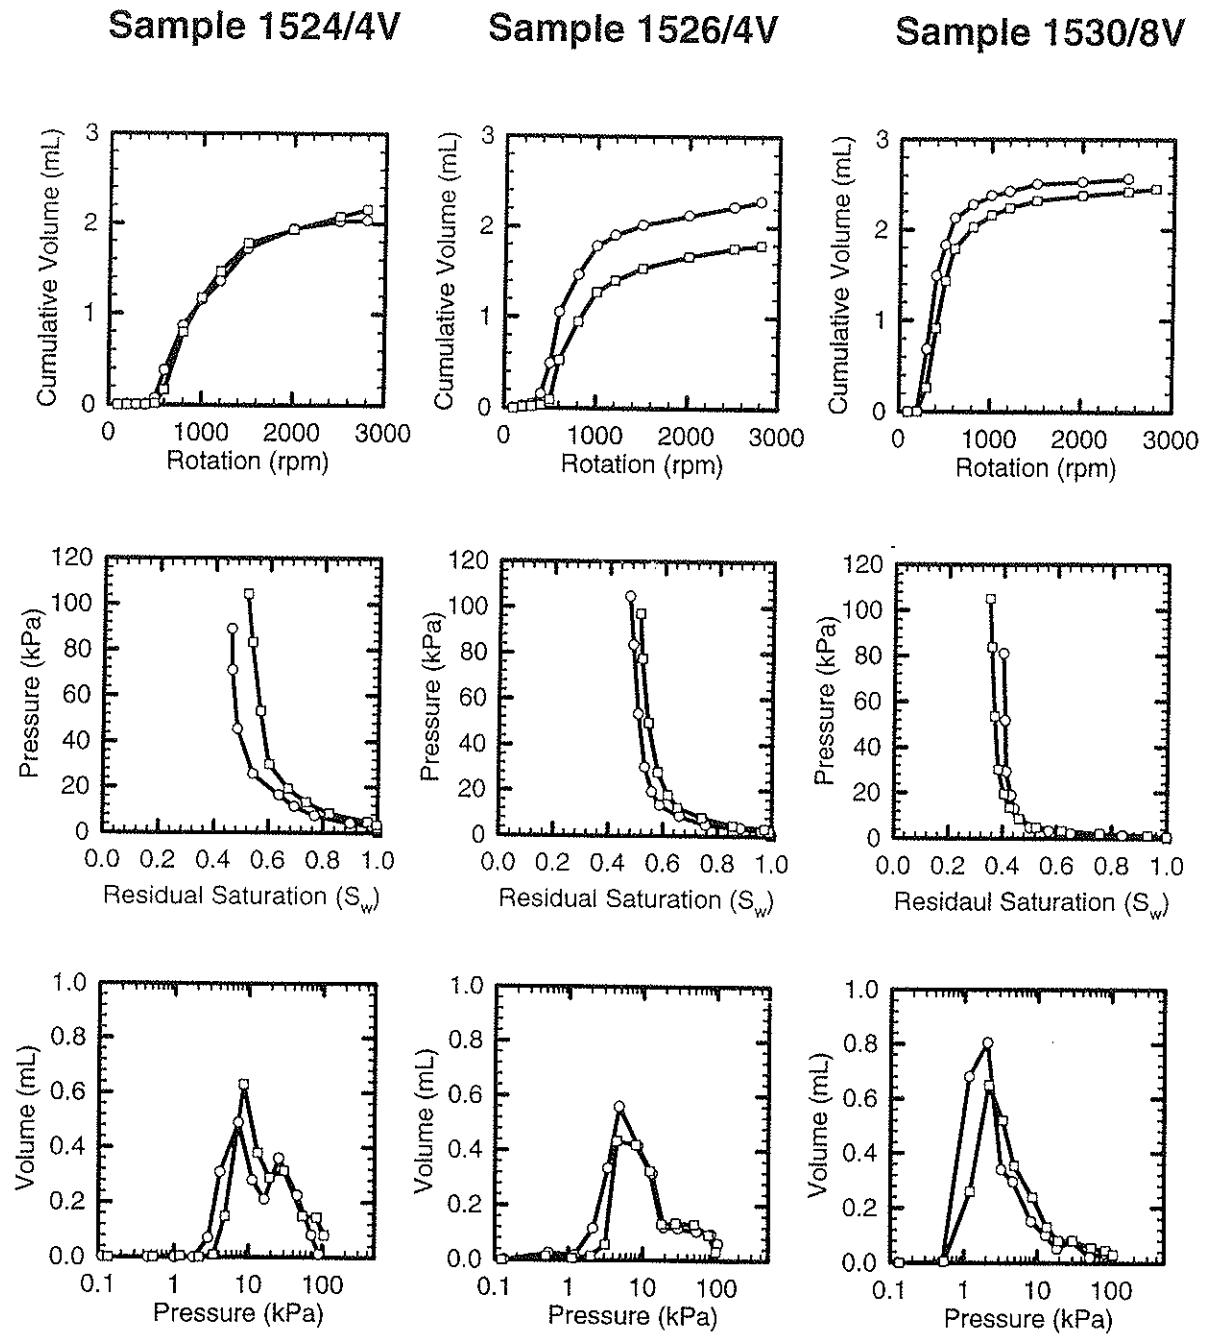 Sample 1524/4V Sample 1526/4V Sample 1530/8V
Cumulative Volume (mL)
3
2
1
0
0 1000 2000 3000
Rotation (rpm)
Cumulative Volume (mL)
3
2
1
0
0 1000 2000 3000
Rotation (rpm)
Cumulative Volume (mL)
3
2
1
0
0 1000 2000 3000
Rotation (rpm)
Pressure (kPa)
120
100
80
60
40
20
0
0.0 0.2 0.4 0.6 0.8 1.0
Residual Saturation (Sw)
Pressure (kPa)
120
100
80
60
40
20
0
0.0 0.2 0.4 0.6 0.8 1.0
Residual Saturation (Sw)
Pressure (kPa)
120
100
80
60
40
20
0
0.0 0.2 0.4 0.6 0.8 1.0
Residaul Saturation (Sw)
Volume (mL)
1.0
0.8
0.6
0.4
0.2
0.0
0.1 1 10 100
Pressure (kPa)
Volume (mL)
1.0
0.8
0.6
0.4
0.2
0.0
0.1 1 10 100
Pressure (kPa)
Volume (mL)
1.0
0.8
0.6
0.4
0.2
0.0
0.1 1 10 100
Pressure (kPa)